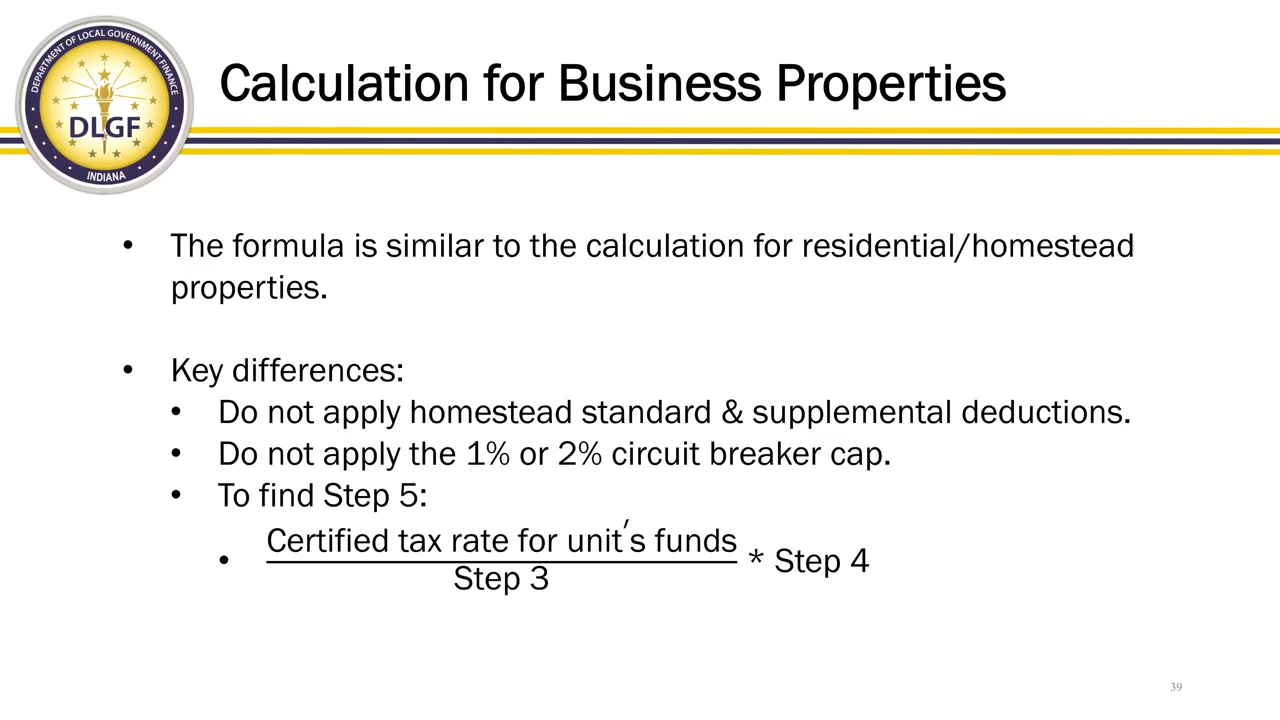 DEPARTMENT OF LOCAL GOVERNMENT FINANCE
DLGF
INDIANA
Calculation for Business Properties
• The formula is similar to the calculation for residential/homestead
properties.
• Key differences:
• Do not apply homestead standard & supplemental deductions.
• Do not apply the 1% or 2% circuit breaker cap.
• To find Step 5:
• Certified tax rate for unit′s funds
Step 3
* Step 4
39